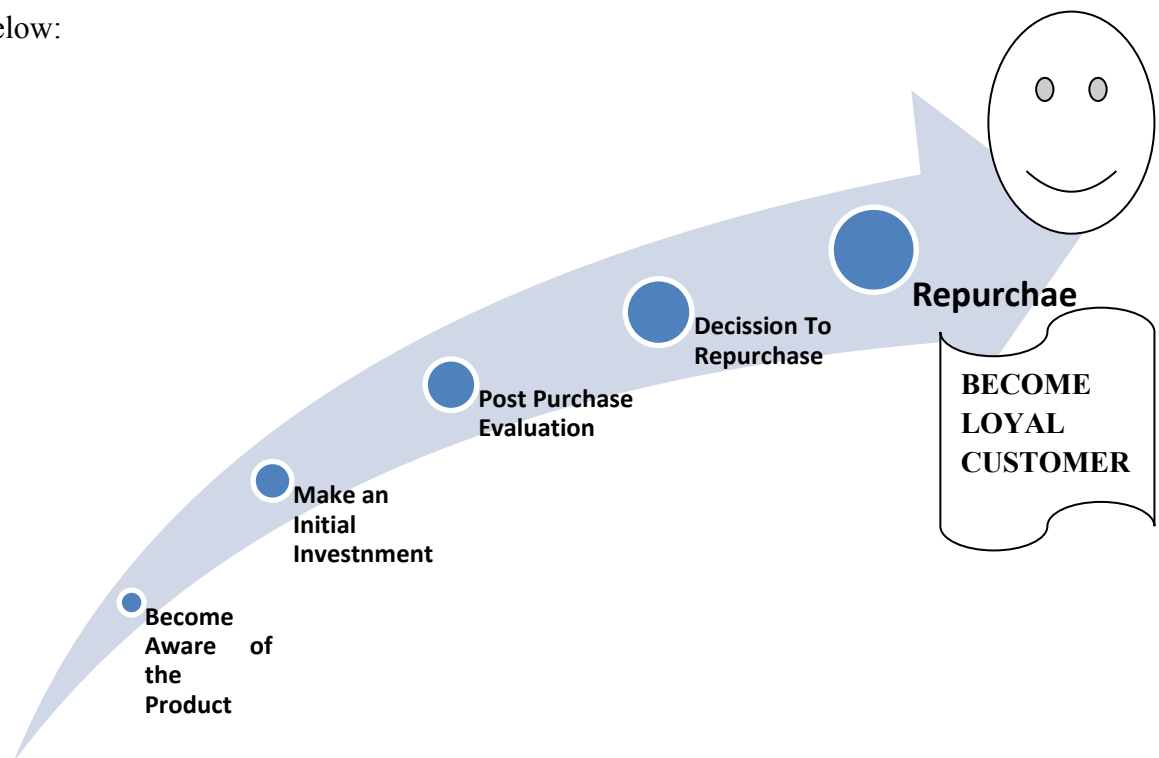 elow:
Become
Aware of
the
Product
Make an
Initial
Investnment
Post Purchase
Evaluation
Decission To
Repurchase
Repurchae
BECOME
LOYAL
CUSTOMER